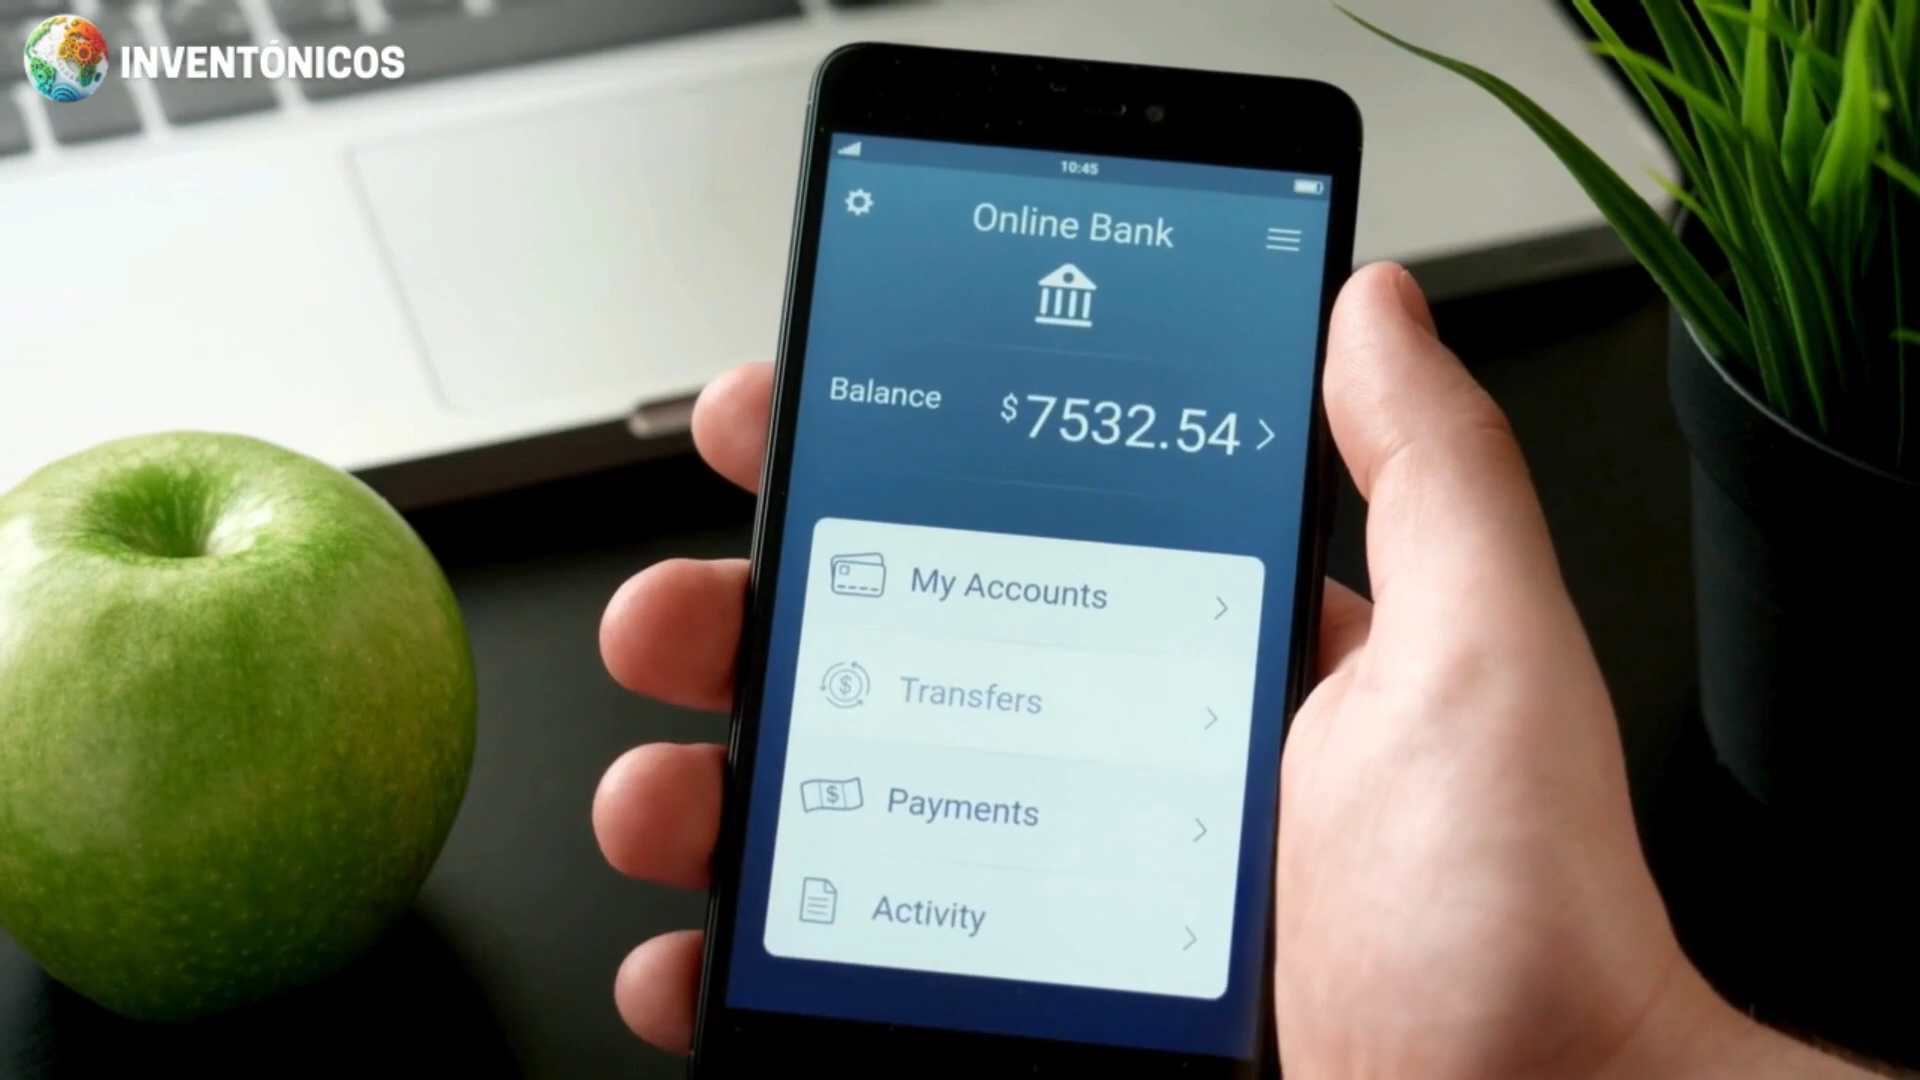 INVENTÓNICOS
10:45
Online Bank
Balance $7532.54
My Accounts
Transfers
Payments
Activity